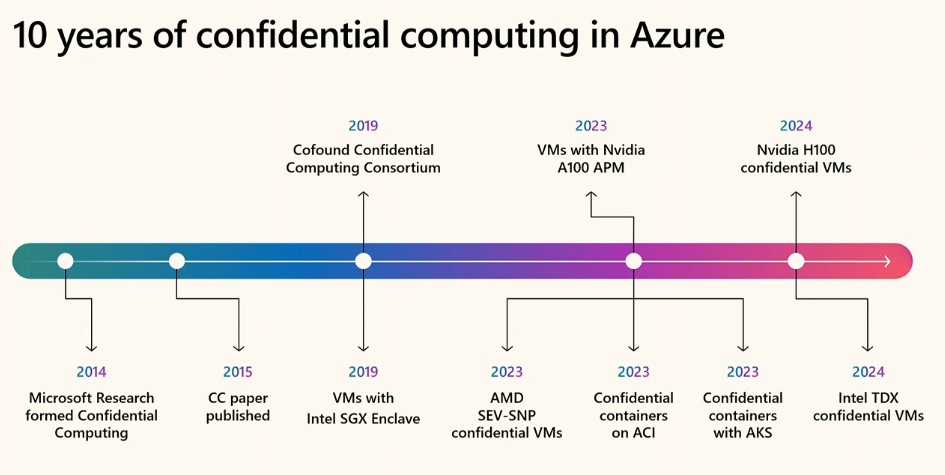 10 years of confidential computing in Azure
2019
Cofound Confidential
Computing Consortium
2023
VMs with Nvidia
A100 APM
2024
Nvidia H100
confidential VMs
2014
Microsoft Research
formed Confidential
Computing
2015
CC paper
published
2019
VMs with
Intel SGX Enclave
2023
AMD
SEV-SNP
confidential VMs
2023
Confidential
containers
on ACI
2023
Confidential
containers
with AKS
2024
Intel TDX
confidential VMs